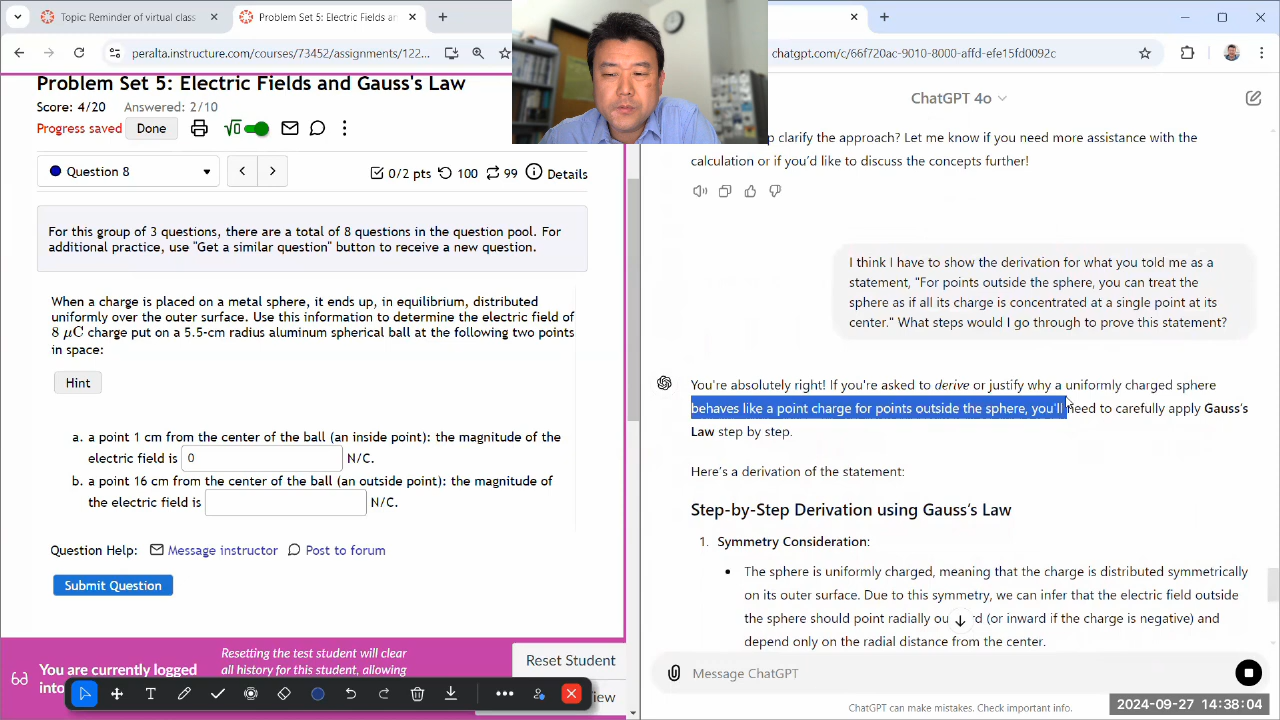 Topic Reminder of virtual class
Problem Set 5: Electric Fields an
peralta.instructure.com/courses/73452/assignments/122...
chatgpt.com/c/66f720ac-9010-8000-affd-efe15fd0092c
Problem Set 5: Electric Fields and Gauss's Law
Score: 4/20 Answered: 2/10
Progress saved Done √0
Question 8
0/2 pts 100 99 Details
For this group of 3 questions, there are a total of 8 questions in the question pool. For
additional practice, use "Get a similar question" button to receive a new question.
When a charge is placed on a metal sphere, it ends up, in equilibrium, distributed
uniformly over the outer surface. Use this information to determine the electric field of
8 μC charge put on a 5.5-cm radius aluminum spherical ball at the following two points
in space:
Hint
a. a point 1 cm from the center of the ball (an inside point): the magnitude of the
electric field is 0 N/C.
b. a point 16 cm from the center of the ball (an outside point): the magnitude of
the electric field is N/C.
Question Help: Message instructor Post to forum
Submit Question
You are currently logged
into
Resetting the test student will clear
all history for this student, allowing
Reset Student
iew
ChatGPT 4o
p clarify the approach? Let me know if you need more assistance with the
calculation or if you'd like to discuss the concepts further!
I think I have to show the derivation for what you told me as a
statement, "For points outside the sphere, you can treat the
sphere as if all its charge is concentrated at a single point at its
center." What steps would I go through to prove this statement?
You're absolutely right! If you're asked to derive or justify why a uniformly charged sphere
behaves like a point charge for points outside the sphere, you'll need to carefully apply Gauss's
Law step by step.
Here's a derivation of the statement:
Step-by-Step Derivation using Gauss's Law
1. Symmetry Consideration:
• The sphere is uniformly charged, meaning that the charge is distributed symmetrically
on its outer surface. Due to this symmetry, we can infer that the electric field outside
the sphere should point radially ou rd (or inward if the charge is negative) and
depend only on the radial distance from the center.
Message ChatGPT
ChatGPT can make mistakes. Check important info.
2024-09-27 14:38:04